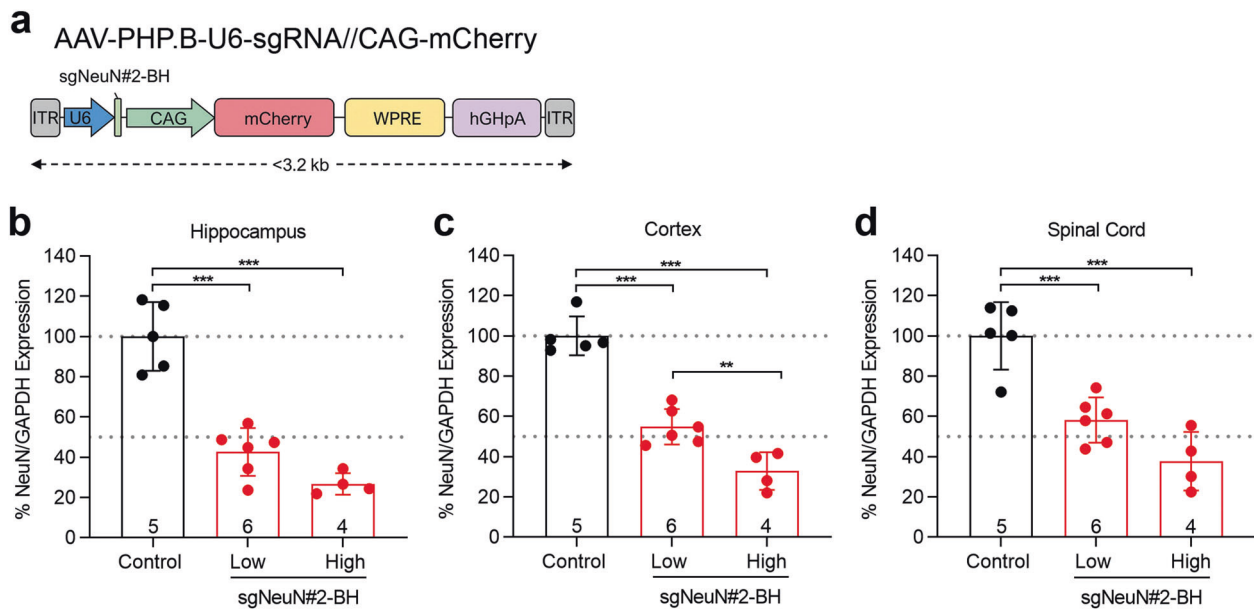 a
AAV-PHP.B-U6-sgRNA//CAG-mCherry
sgNeuN#2-BH
ITR U6 CAG mCherry WPRE hGHpA ITR
<3.2 kb
b
Hippocampus
% NeuN/GAPDH Expression
140
120
100
80
60
40
20
0
***
***
5 6 4
Control Low High
sgNeuN#2-BH
c
Cortex
% NeuN/GAPDH Expression
140
120
100
80
60
40
20
0
***
***
**
5 6 4
Control Low High
sgNeuN#2-BH
d
Spinal Cord
% NeuN/GAPDH Expression
140
120
100
80
60
40
20
0
***
***
5 6 4
Control Low High
sgNeuN#2-BH